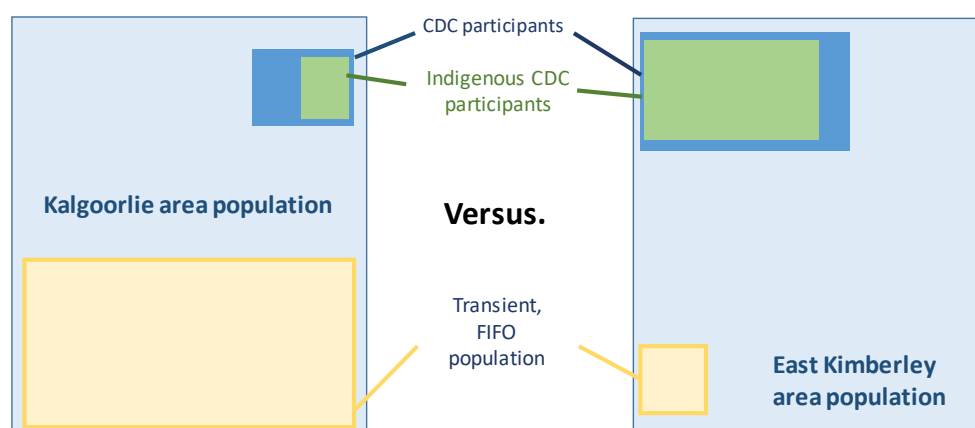 CDC participants
Indigenous CDC
participants
Kalgoorlie area population
Versus.
Transient,
FIFO
population
East Kimberley
area population